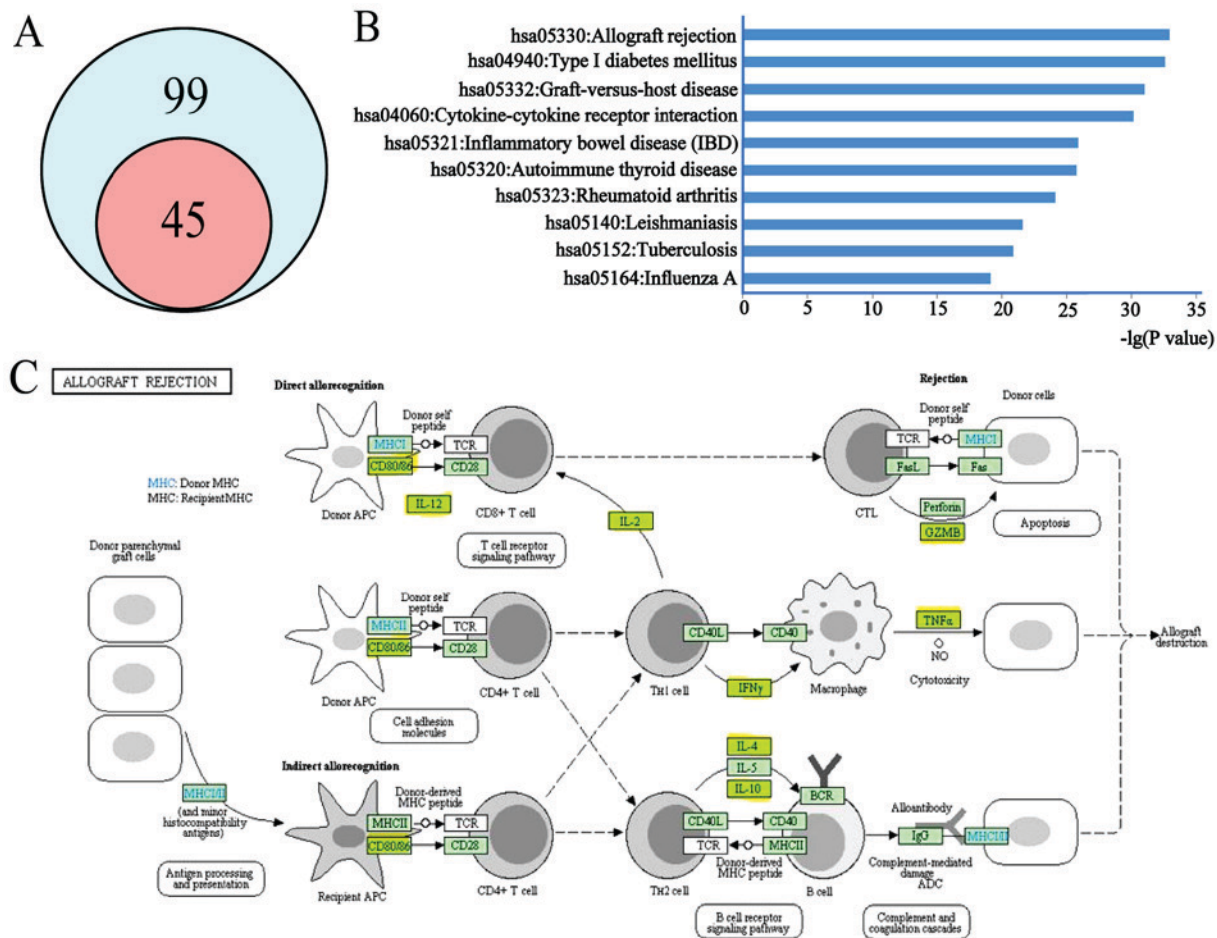 A
99
45
B
hsa05330:Allograft rejection
hsa04940:Type I diabetes mellitus
hsa05332:Graft-versus-host disease
hsa04060:Cytokine-cytokine receptor interaction
hsa05321:Inflammatory bowel disease (IBD)
hsa05320:Autoimmune thyroid disease
hsa05323:Rheumatoid arthritis
hsa05140:Leishmaniasis
hsa05152:Tuberculosis
hsa05164:Influenza A
0 5 10 15 20 25 30 35
-lg(P value)
C
ALLOGRAFT REJECTION
Direct allorecognition
Donor self
peptide
MHCI
TCR
CD80/86
CD28
IL-12
Donor APC
CD8+ T cell
T cell receptor
signaling pathway
MHC: Donor MHC
MHC: Recipient MHC
IL-2
Rejection
Donor cells
Donor self
peptide
TCR
MHCI
FasL
Fas
CTL
Perforin
GZMB
Apoptosis
Donor parenchymal
graft cells
Donor self
peptide
MHCII
TCR
CD80/86
CD28
Donor APC
CD4+ T cell
Cell adhesion
molecules
CD40L
CD40
TH1 cell
IFNγ
Macrophage
TNFα
NO
Cytotoxicity
Allograft
destruction
Indirect allorecognition
MHCI/II
(and minor
histocompatibility
antigens)
Antigen processing
and presentation
Donor-derived
MHC peptide
MHCII
TCR
CD80/86
CD28
Recipient APC
CD4+ T cell
IL-4
IL-5
IL-10
BCR
CD40L
CD40
TCR
MHCII
Donor-derived
MHC peptide
TH2 cell
B cell
B cell receptor
signaling pathway
Alloantibody
IgG
MHCI/II
Complement-mediated
damage
ADC
Complement and
coagulation cascades